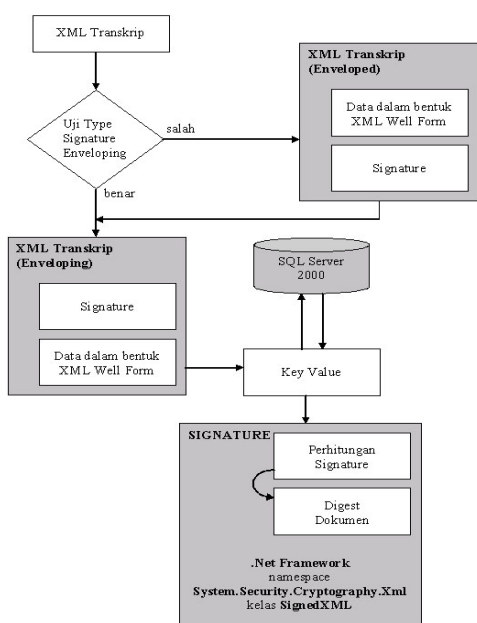 XML Transkrip
Uji Type
Signature
Enveloping
salah
benar
XML Transkrip
(Enveloped)
Data dalam bentuk
XML Well Form
Signature
XML Transkrip
(Enveloping)
Signature
Data dalam bentuk
XML Well Form
SQL Server
2000
Key Value
SIGNATURE
Perhitungan
Signature
Digest
Dokumen
.Net Framework
namespace
System.Security.Cryptography.Xml
kelas SignedXML